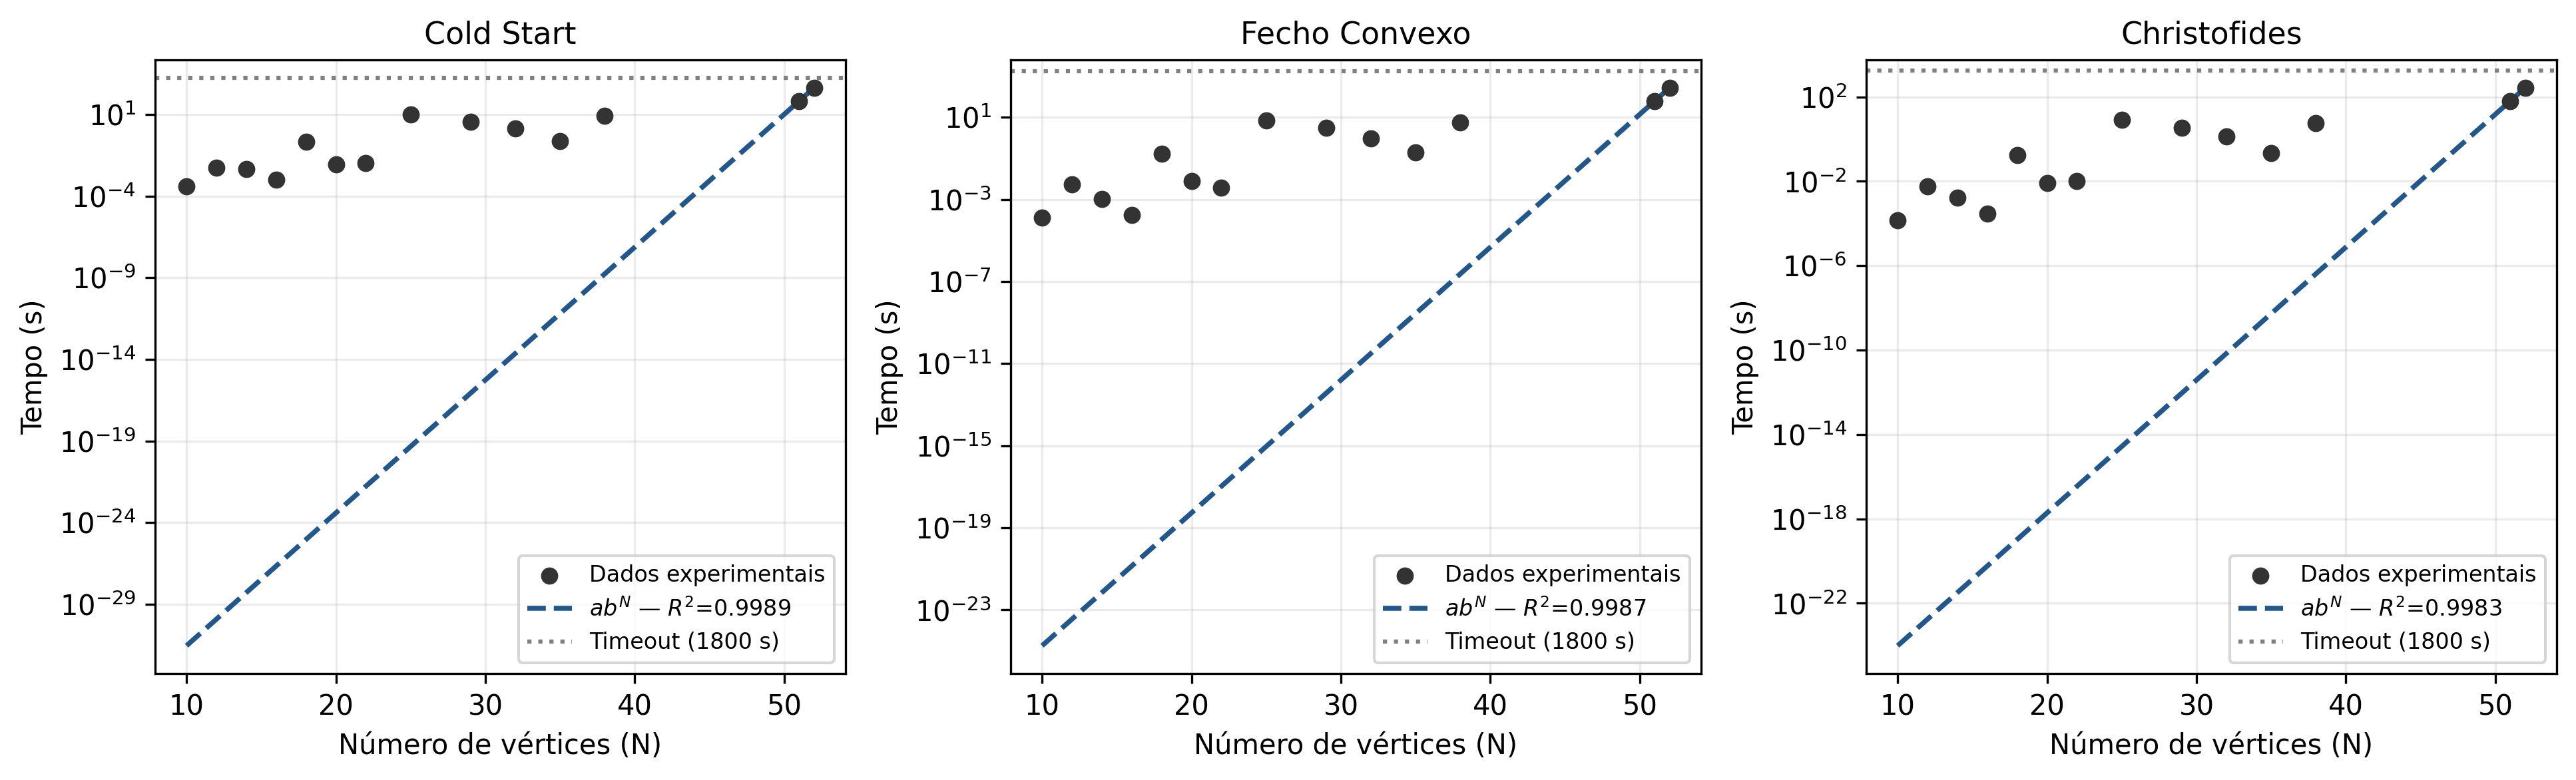 Cold Start
Tempo (s)
10^1
10^-4
10^-9
10^-14
10^-19
10^-24
10^-29
Dados experimentais
ab^N — R^2=0.9989
Timeout (1800 s)
10 20 30 40 50
Número de vértices (N)
Fecho Convexo
Tempo (s)
10^1
10^-3
10^-7
10^-11
10^-15
10^-19
10^-23
Dados experimentais
ab^N — R^2=0.9987
Timeout (1800 s)
10 20 30 40 50
Número de vértices (N)
Christofides
Tempo (s)
10^2
10^-2
10^-6
10^-10
10^-14
10^-18
10^-22
Dados experimentais
ab^N — R^2=0.9983
Timeout (1800 s)
10 20 30 40 50
Número de vértices (N)